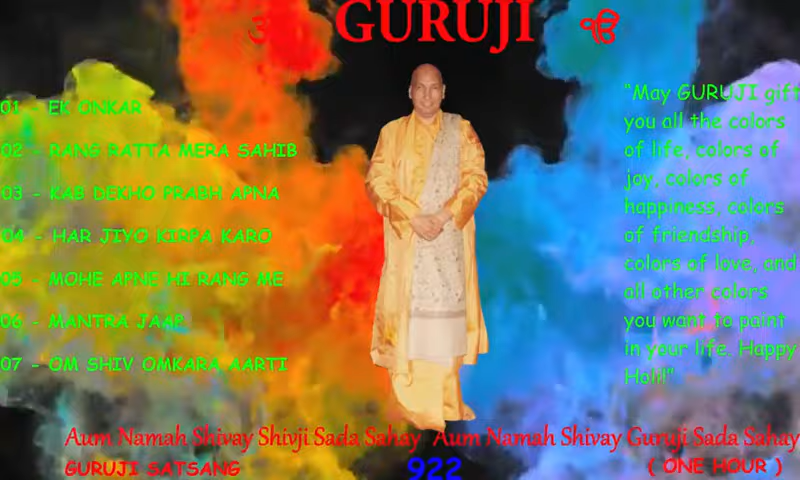 GURUJI ੴ
01 - EK ONKAR
02 - RANG RATTA MERA SAHIB
03 - KAB DEKHO PRABH APNA
04 - HAR JIYO KIRPA KARO
05 - MOHE APNE HI RANG ME
06 - MANTRA JAAP
07 - OM SHIV OMKARA AARTI
"May GURUJI gift
you all the colors
of life, colors of
joy, colors of
happiness, colors
of friendship,
colors of love, and
all other colors
you want to paint
in your life. Happy
Holi!"
Aum Namah Shivay Shivji Sada Sahay Aum Namah Shivay Guruji Sada Sahay
GURUJI SATSANG 922 ( ONE HOUR )